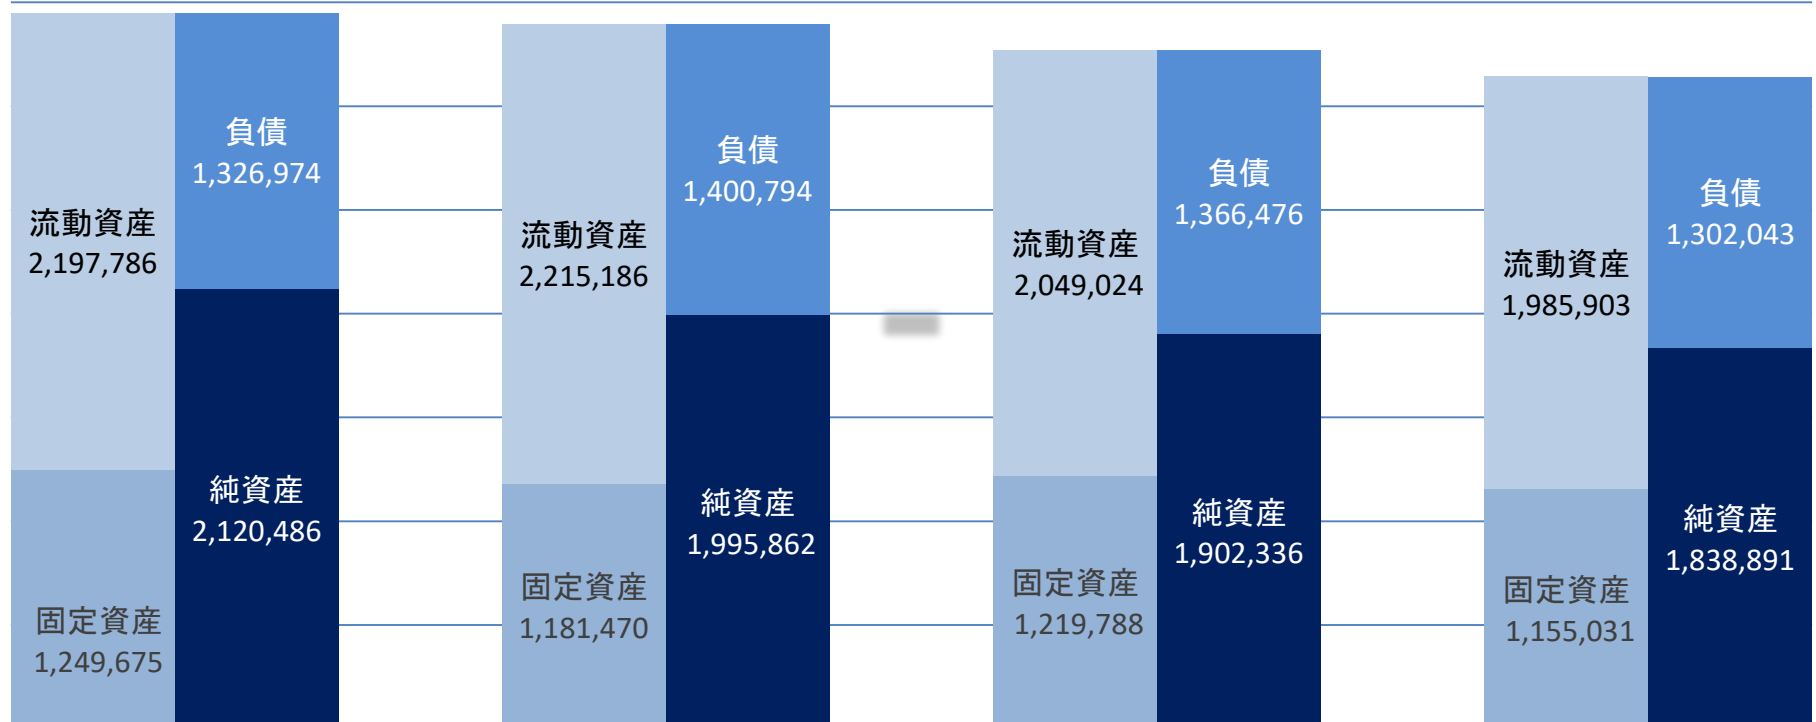 流動資産
2,197,786
固定資産
1,249,675
負債
1,326,974
純資産
2,120,486
流動資産
2,215,186
固定資産
1,181,470
負債
1,400,794
純資産
1,995,862
流動資産
2,049,024
固定資産
1,219,788
負債
1,366,476
純資産
1,902,336
流動資産
1,985,903
固定資産
1,155,031
負債
1,302,043
純資産
1,838,891